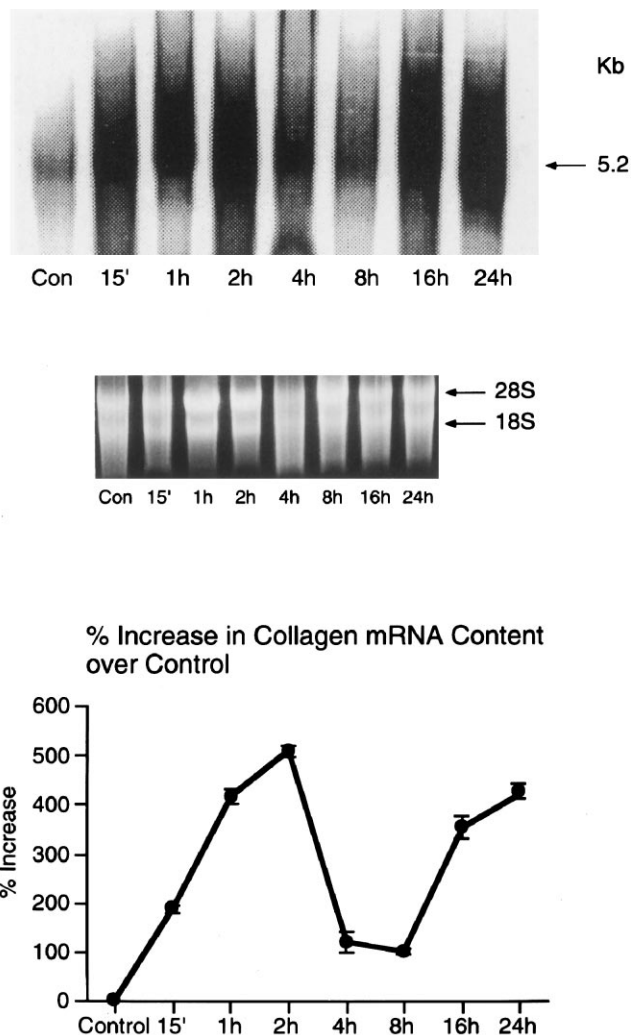 Kb
5.2
Con 15' 1h 2h 4h 8h 16h 24h
28S
18S
Con 15' 1h 2h 4h 8h 16h 24h
% Increase in Collagen mRNA Content
over Control
% Increase
600
500
400
300
200
100
0
Control 15' 1h 2h 4h 8h 16h 24h